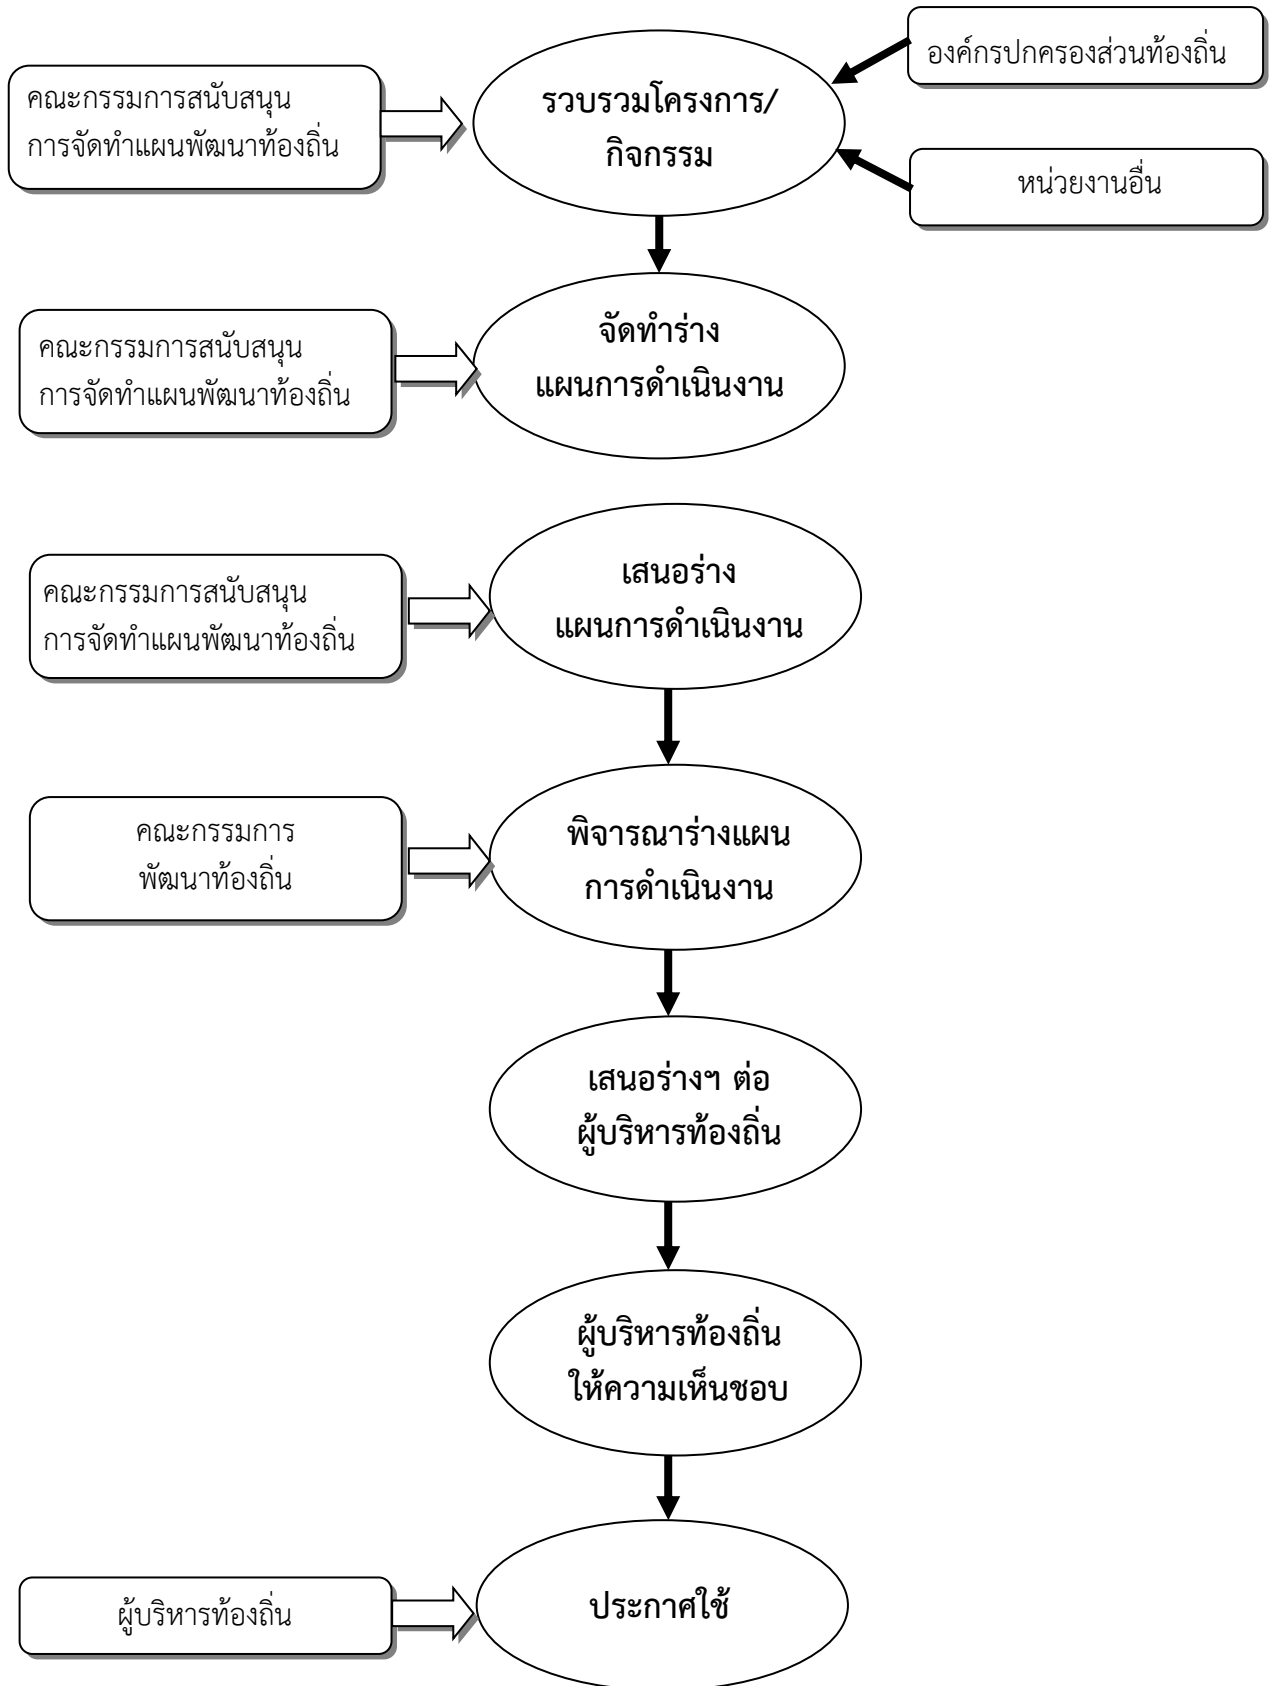 องค์กรปกครองส่วนท้องถิ่น
คณะกรรมการสนับสนุน
การจัดทำแผนพัฒนาท้องถิ่น
รวบรวมโครงการ/
กิจกรรม
หน่วยงานอื่น
คณะกรรมการสนับสนุน
การจัดทำแผนพัฒนาท้องถิ่น
จัดทำร่าง
แผนการดำเนินงาน
คณะกรรมการสนับสนุน
การจัดทำแผนพัฒนาท้องถิ่น
เสนอร่าง
แผนการดำเนินงาน
คณะกรรมการ
พัฒนาท้องถิ่น
พิจารณาร่างแผน
การดำเนินงาน
เสนอร่างฯ ต่อ
ผู้บริหารท้องถิ่น
ผู้บริหารท้องถิ่น
ให้ความเห็นชอบ
ผู้บริหารท้องถิ่น
ประกาศใช้